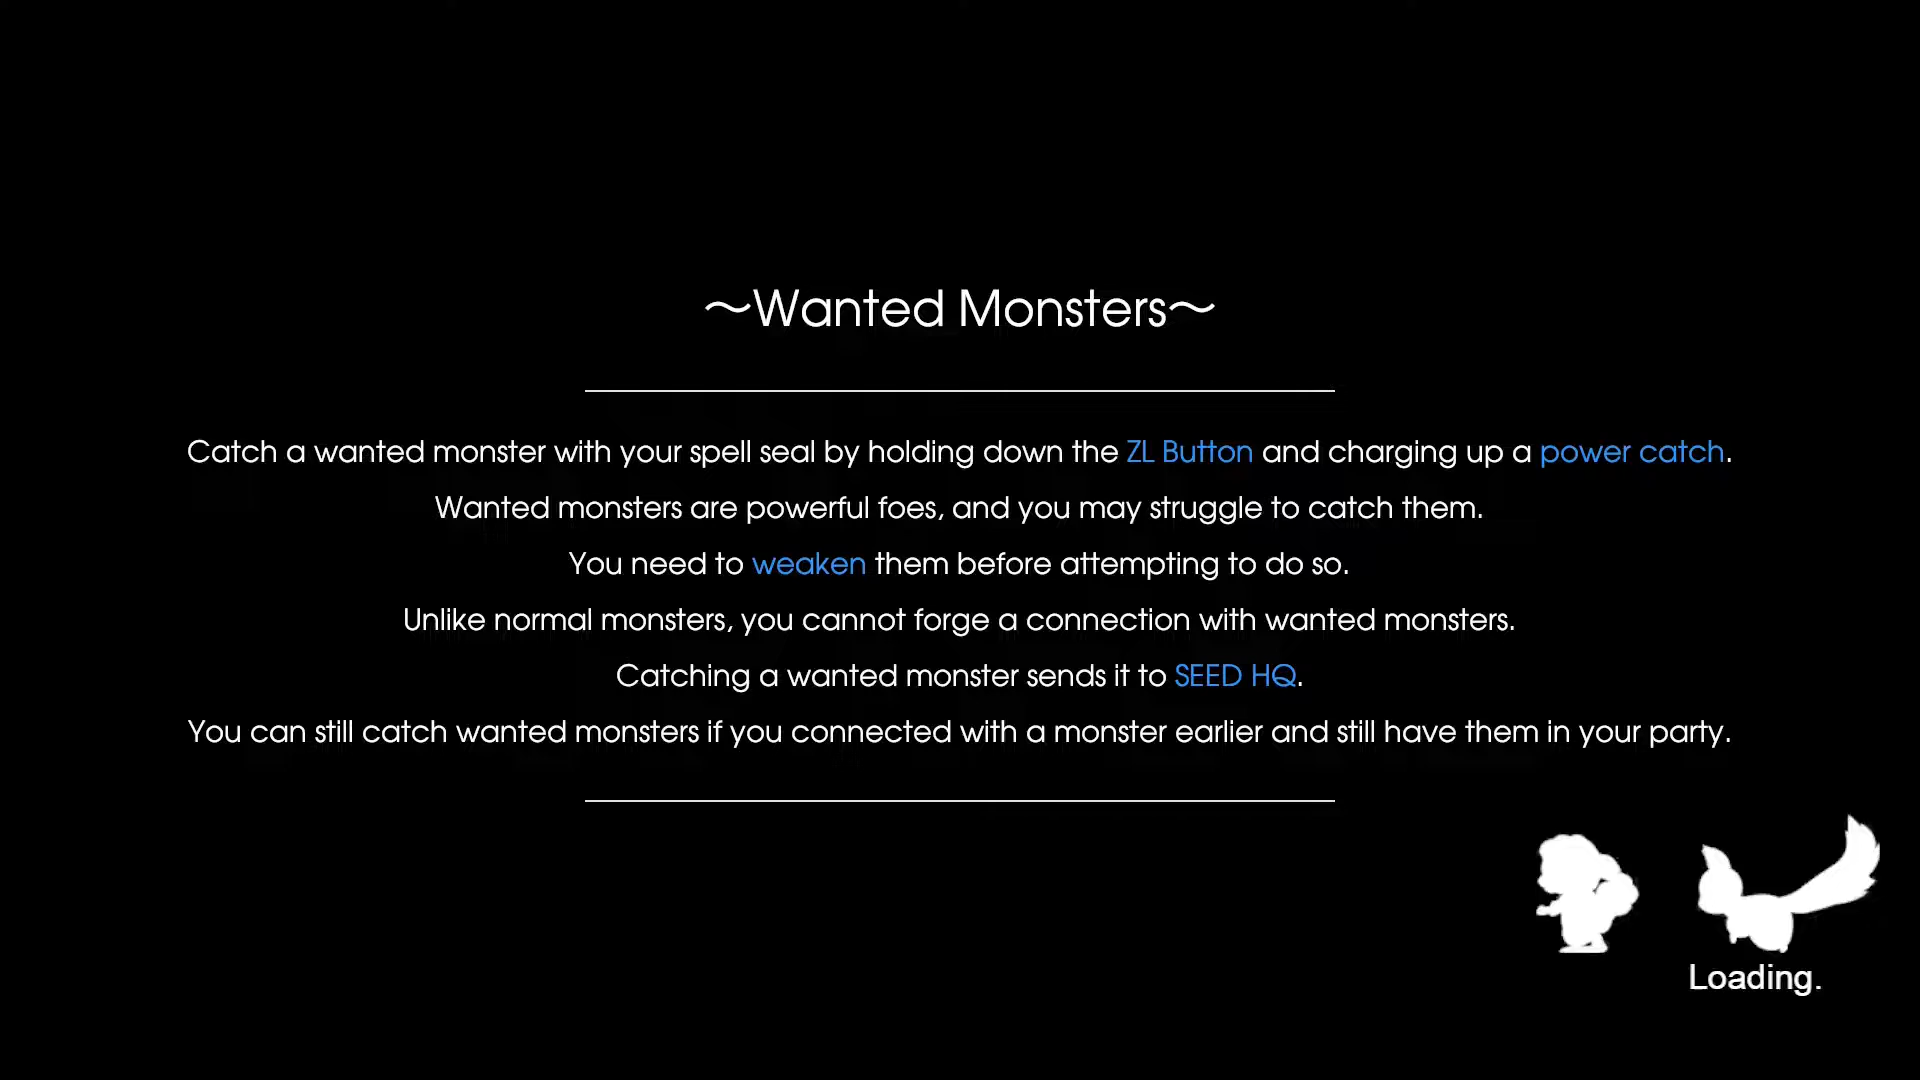 ～Wanted Monsters～
Catch a wanted monster with your spell seal by holding down the ZL Button and charging up a power catch.
Wanted monsters are powerful foes, and you may struggle to catch them.
You need to weaken them before attempting to do so.
Unlike normal monsters, you cannot forge a connection with wanted monsters.
Catching a wanted monster sends it to SEED HQ.
You can still catch wanted monsters if you connected with a monster earlier and still have them in your party.
Loading.